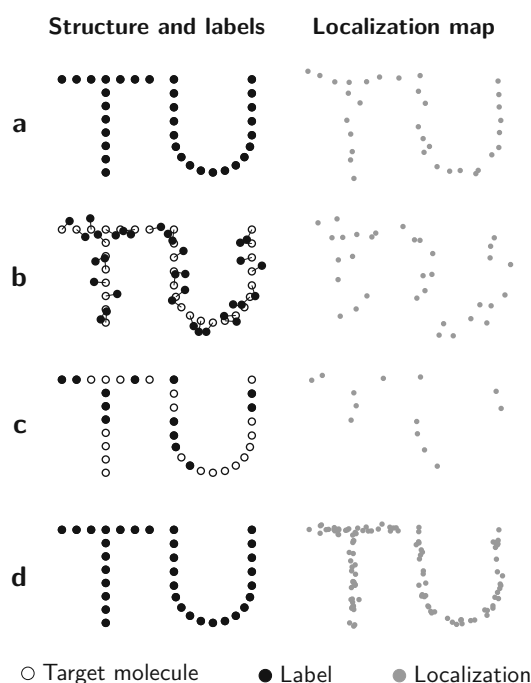 Structure and labels Localization map
a
b
c
d
Target molecule Label Localization